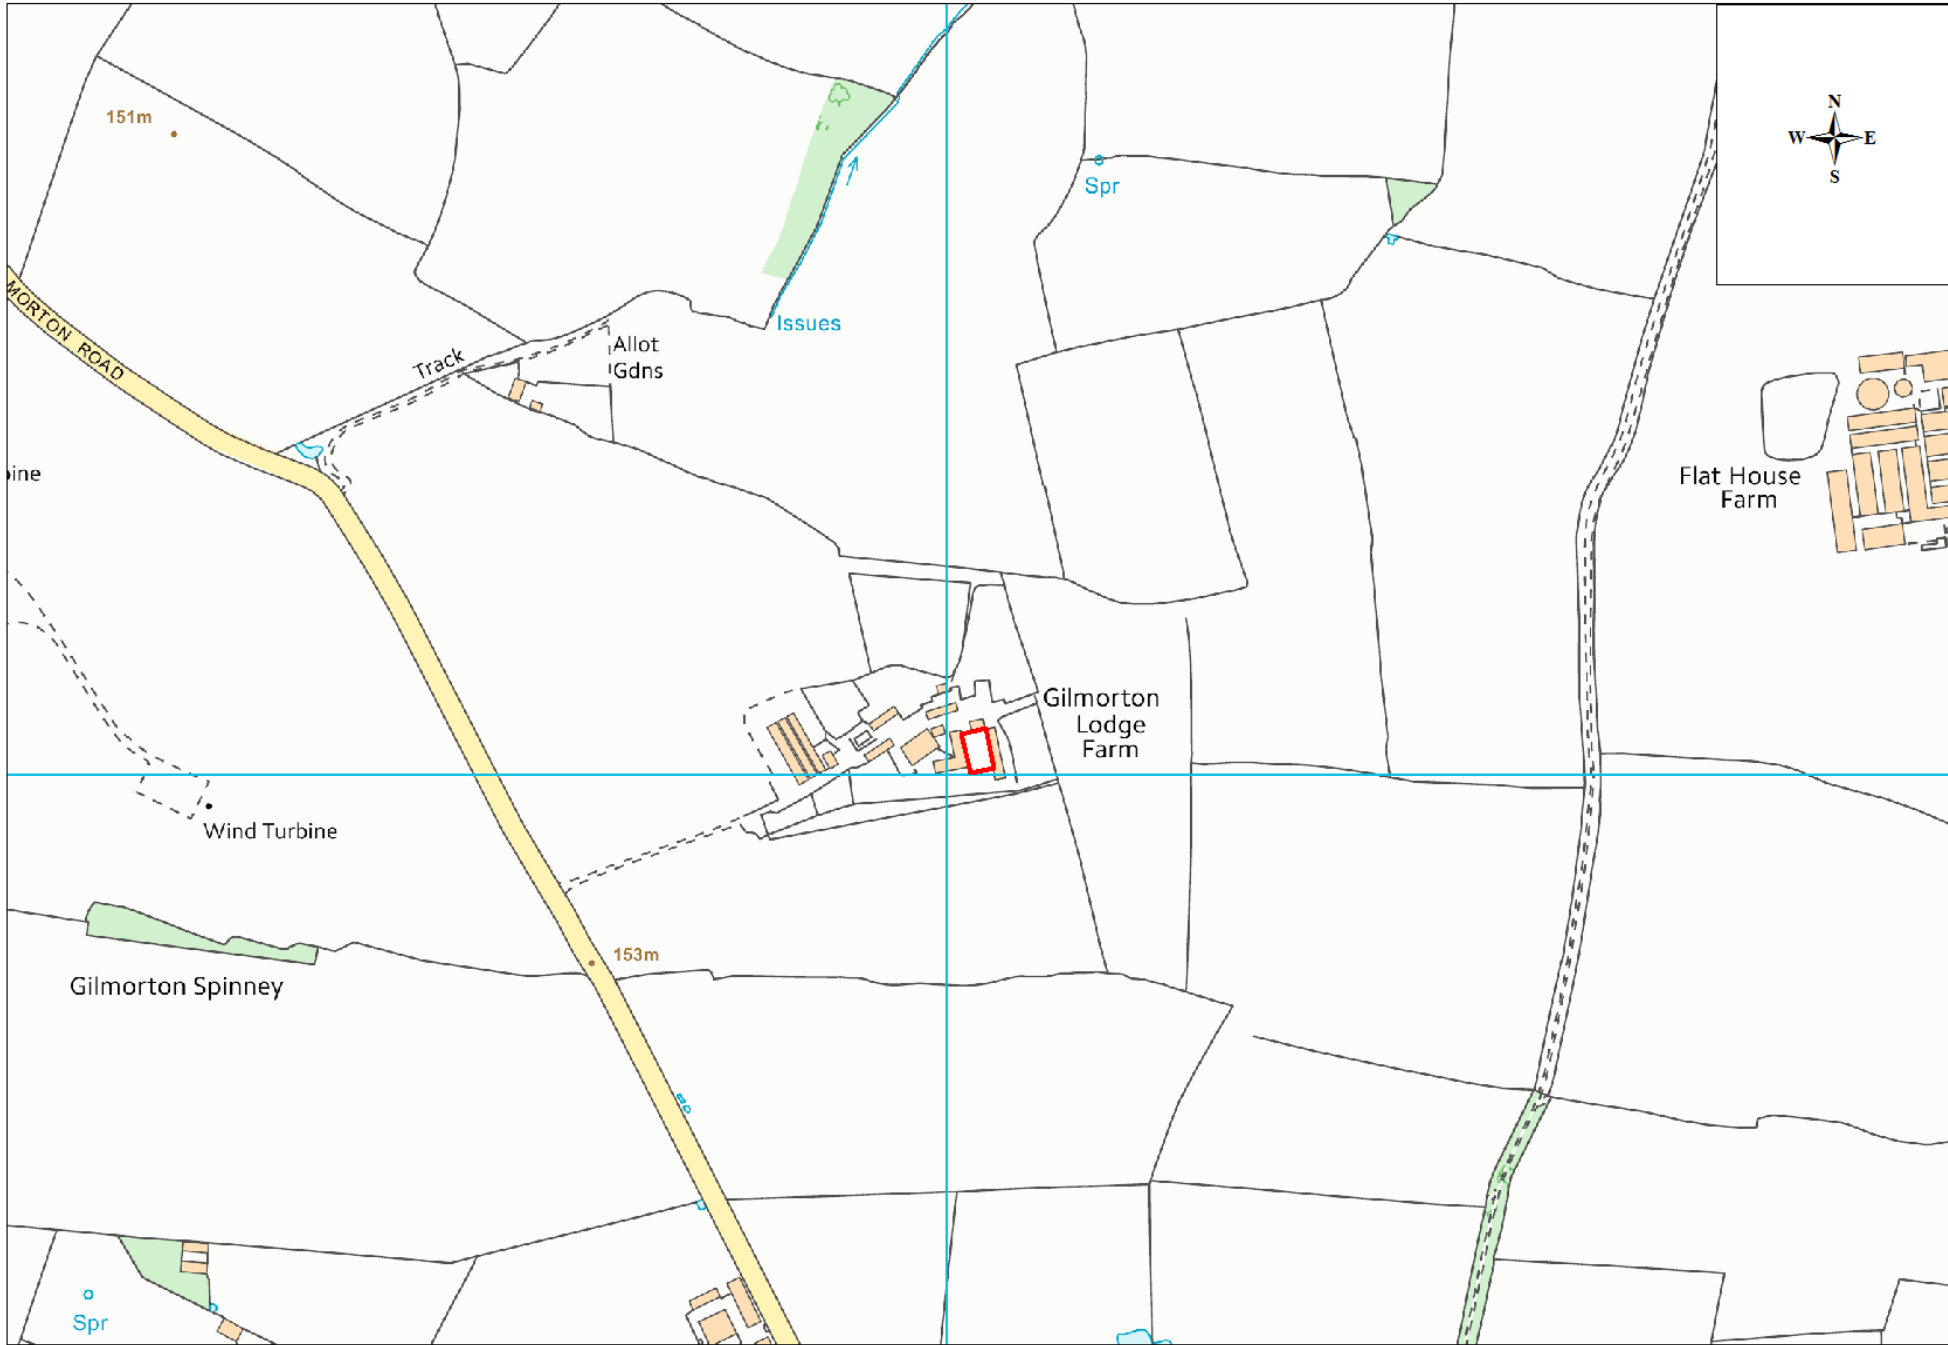 N
W E
S
151m
Spr
MORTON ROAD
Issues
Track
Allot
Gdns
ine
Flat House
Farm
Gilmorton
Lodge
Farm
Wind Turbine
153m
Gilmorton Spinney
Spr